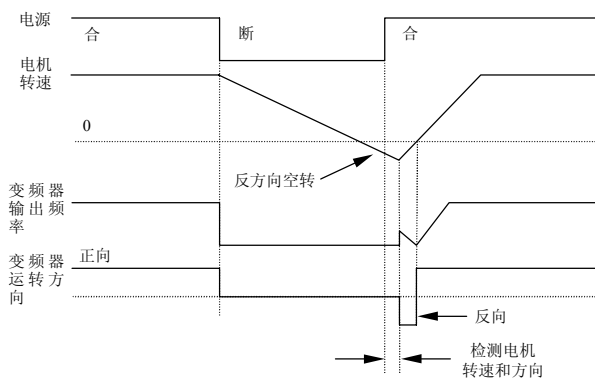 电源
合
断
合
电机
转速
0
反方向空转
变频器
输出频
率
正向
变频器
运转方
向
反向
检测电机
转速和方向